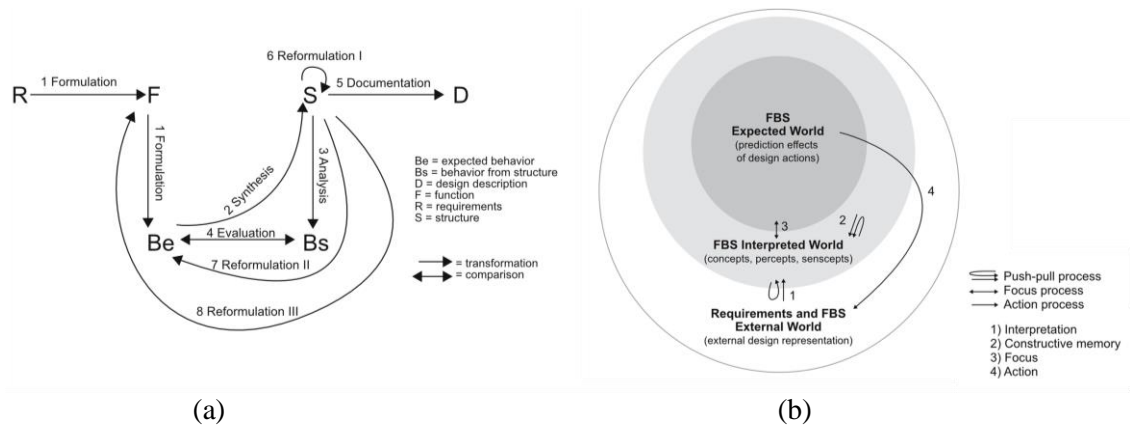 6 Reformulation I
1 Formulation
5 Documentation
R
F
S
D
1 Formulation
2 Synthesis
3 Analysis
Be = expected behavior
Bs = behavior from structure
D = design description
F = function
R = requirements
S = structure
Be
4 Evaluation
Bs
7 Reformulation II
= transformation
= comparison
8 Reformulation III
(a)
FBS
Expected World
(prediction effects
of design actions)
4
3
2
FBS Interpreted World
(concepts, percepts, senscepts)
1
Requirements and FBS
External World
(external design representation)
Push-pull process
Focus process
Action process
1) Interpretation
2) Constructive memory
3) Focus
4) Action
(b)